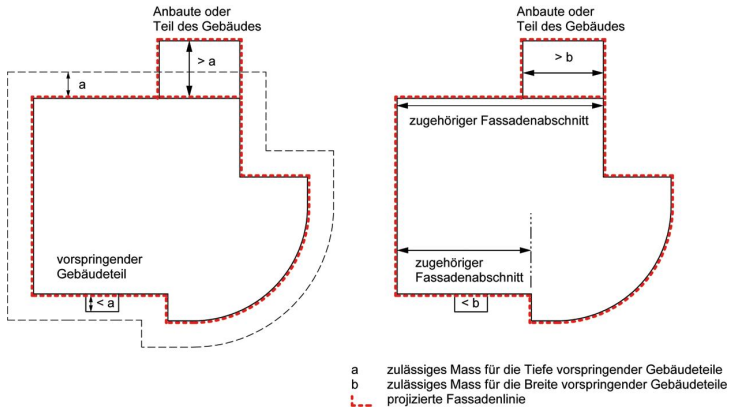 Anbaute oder
Teil des Gebäudes
> a
a
vorspringender
Gebäudeteil
< a
Anbaute oder
Teil des Gebäudes
> b
zugehöriger Fassadenabschnitt
zugehöriger
Fassadenabschnitt
< b
a zulässiges Mass für die Tiefe vorspringender Gebäudeteile
b zulässiges Mass für die Breite vorspringender Gebäudeteile
projizierte Fassadenlinie